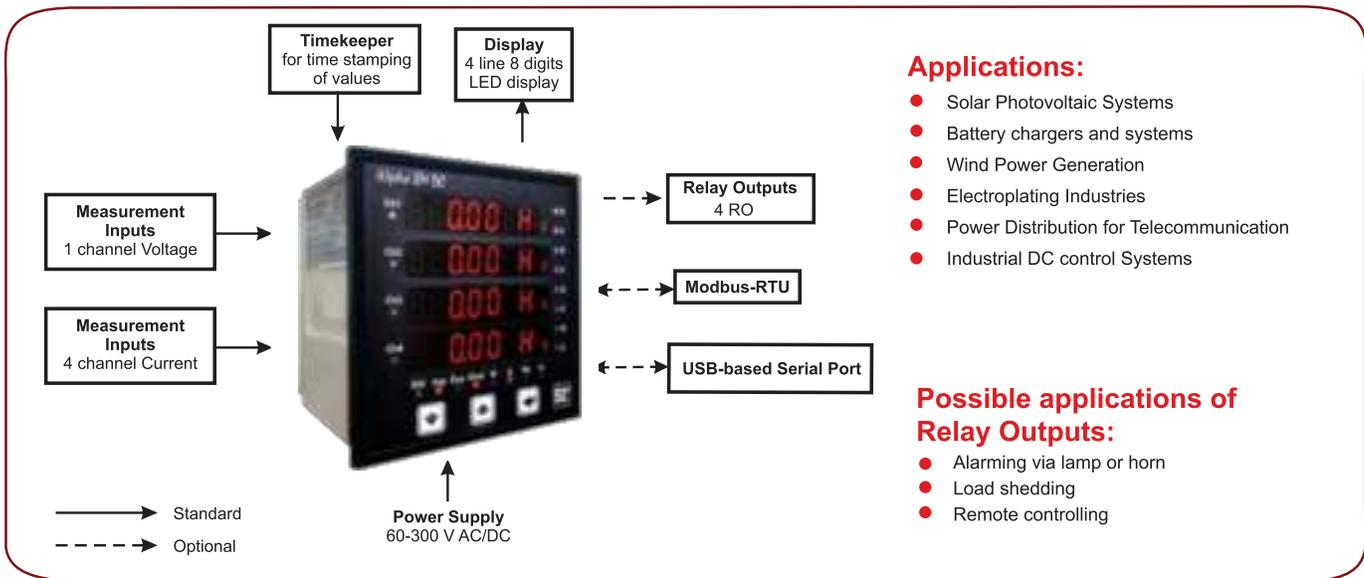 Timekeeper
for time stamping
of values
Display
4 line 8 digits
LED display
Measurement
Inputs
1 channel Voltage
Measurement
Inputs
4 channel Current
0.00
0.00
0.00
0.00
Relay Outputs
4 RO
Modbus-RTU
USB-based Serial Port
Power Supply
60-300 V AC/DC
Standard
Optional
Applications:
Solar Photovoltaic Systems
Battery chargers and systems
Wind Power Generation
Electroplating Industries
Power Distribution for Telecommunication
Industrial DC control Systems
Possible applications of
Relay Outputs:
Alarming via lamp or horn
Load shedding
Remote controlling